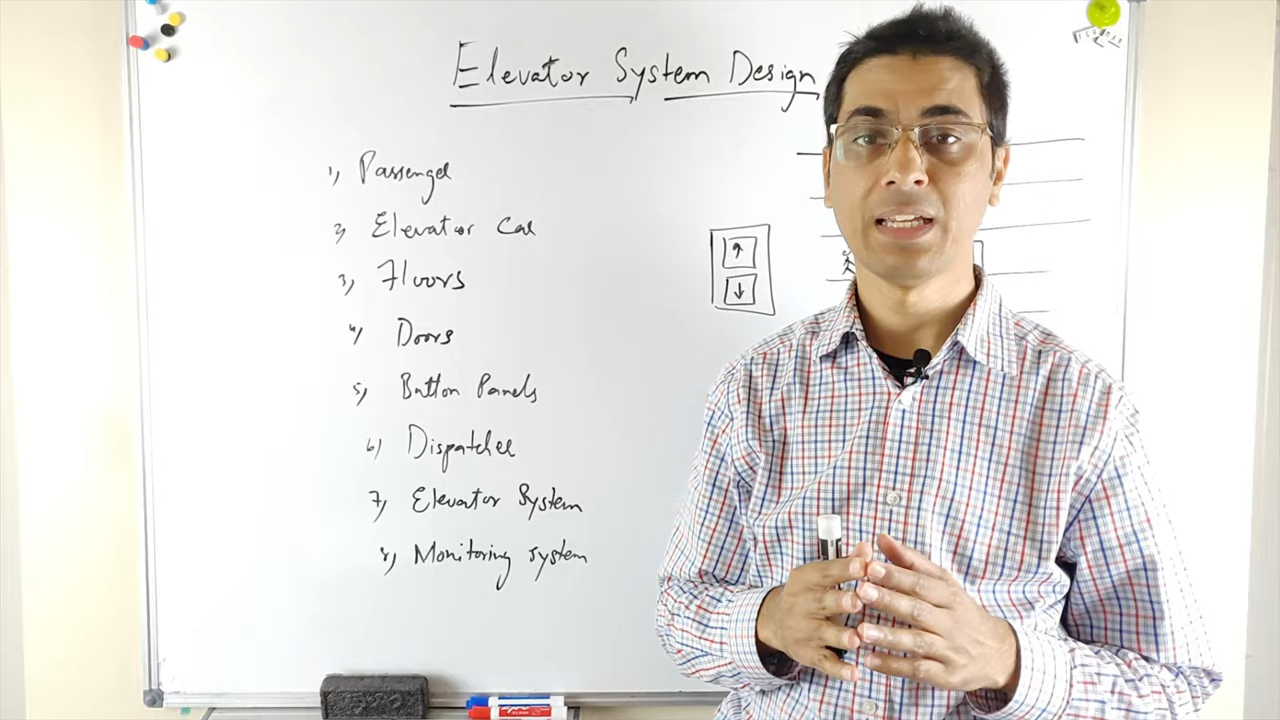 Elevator System Design
1) Passenger
2) Elevator Car
3) Floors
4) Doors
5) Button Panels
6) Dispatcher
7) Elevator System
8) Monitoring system
↑
↓